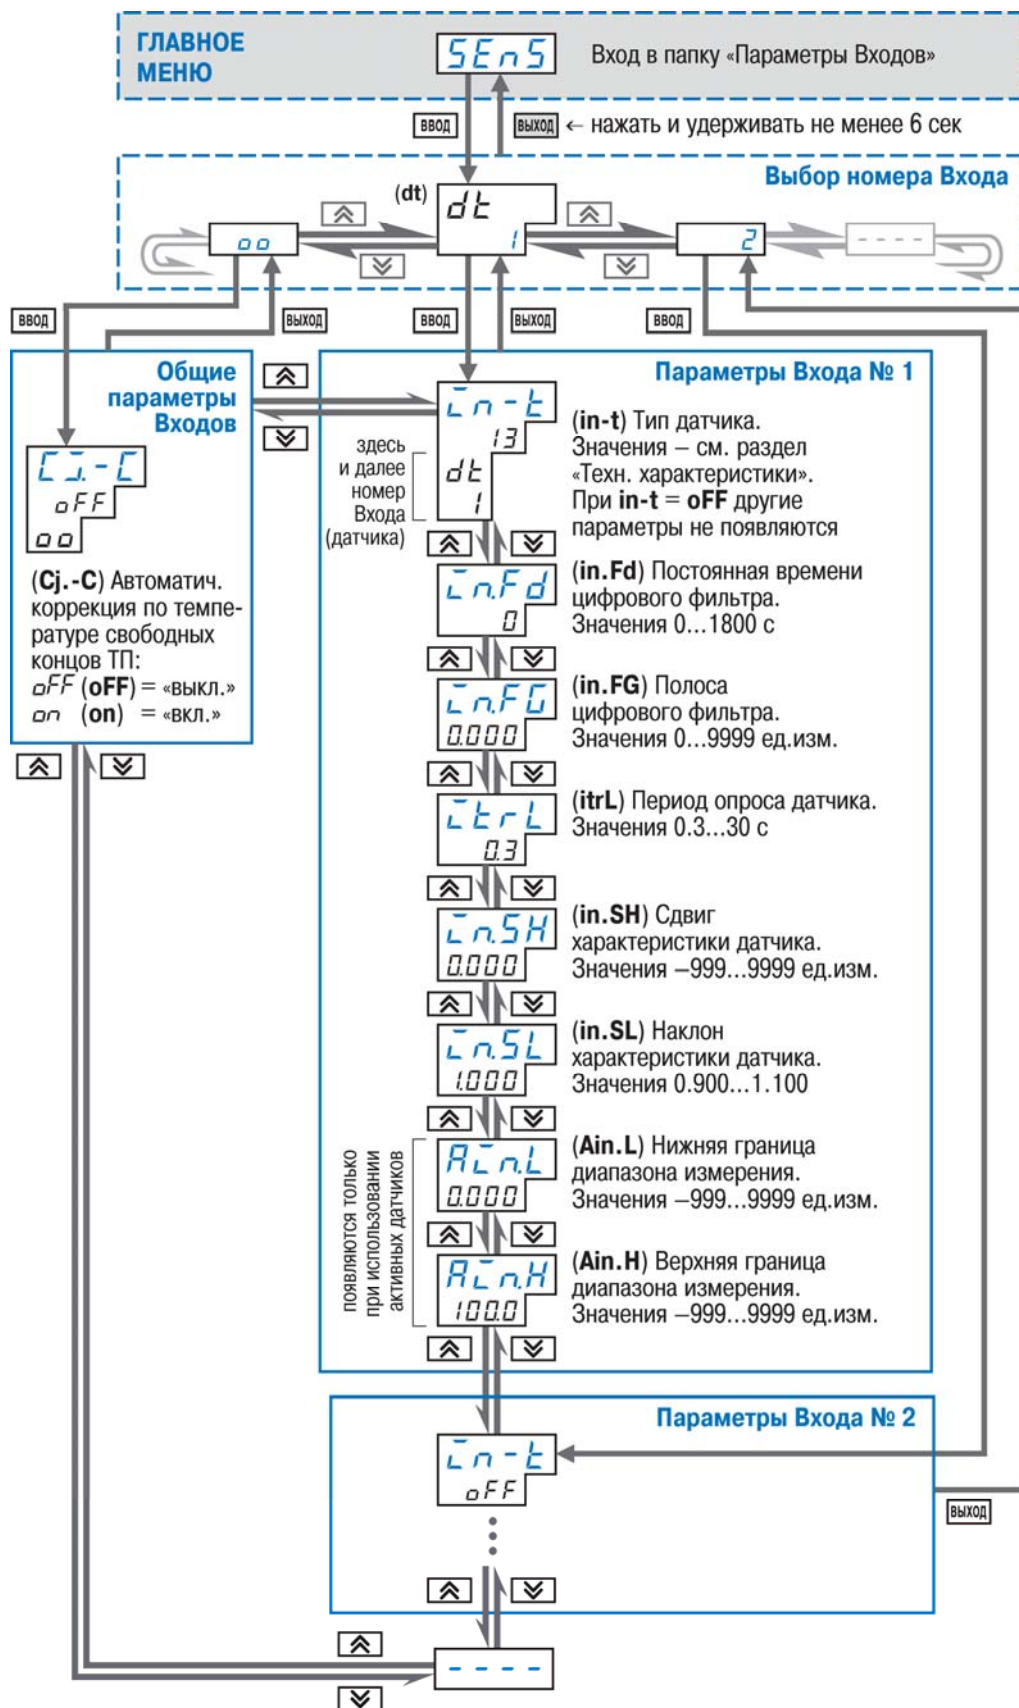 ГЛАВНОЕ
МЕНЮ
SEnS
Вход в папку «Параметры Входов»
ВВОД
ВЫХОД
← нажать и удерживать не менее 6 сек
Выбор номера Входа
(dt)
dt
1
oo
2
- - - -
ВВОД
ВЫХОД
ВВОД
ВЫХОД
ВВОД
Общие
параметры
Входов
Cj.-C
oFF
oo
(Cj.-C) Автоматич.
коррекция по темпе-
ратуре свободных
концов ТП:
oFF (oFF) = «выкл.»
on (on) = «вкл.»
Параметры Входа № 1
in-t
13
dt
1
здесь
и далее
номер
Входа
(датчика)
(in-t) Тип датчика.
Значения – см. раздел
«Техн. характеристики».
При in-t = oFF другие
параметры не появляются
in.Fd
0
(in.Fd) Постоянная времени
цифрового фильтра.
Значения 0...1800 с
in.FG
0.000
(in.FG) Полоса
цифрового фильтра.
Значения 0...9999 ед.изм.
itrL
0.3
(itrL) Период опроса датчика.
Значения 0.3...30 с
in.SH
0.000
(in.SH) Сдвиг
характеристики датчика.
Значения –999...9999 ед.изм.
in.SL
1.000
(in.SL) Наклон
характеристики датчика.
Значения 0.900...1.100
появляются только
при использовании
активных датчиков
Ain.L
0.000
(Ain.L) Нижняя граница
диапазона измерения.
Значения –999...9999 ед.изм.
Ain.H
100.0
(Ain.H) Верхняя граница
диапазона измерения.
Значения –999...9999 ед.изм.
Параметры Входа № 2
in-t
oFF
ВЫХОД
- - - -